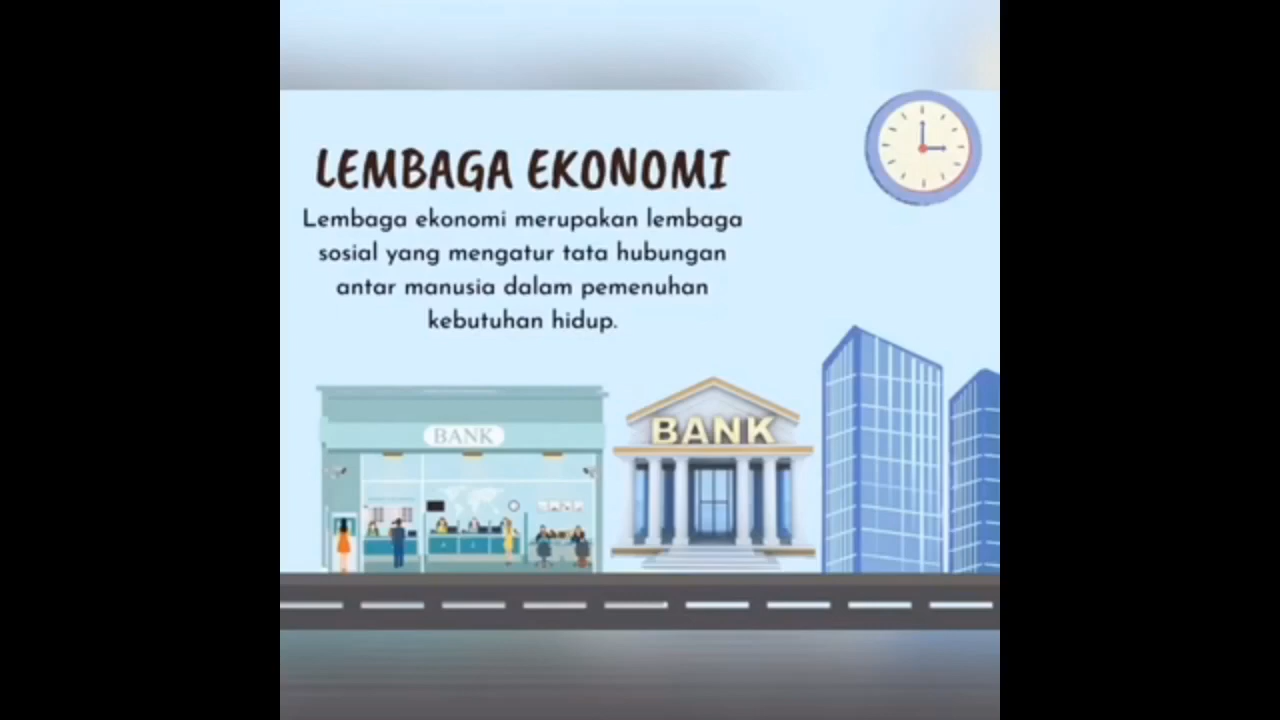 LEMBAGA EKONOMI
Lembaga ekonomi merupakan lembaga
sosial yang mengatur tata hubungan
antar manusia dalam pemenuhan
kebutuhan hidup.
BANK
BANK